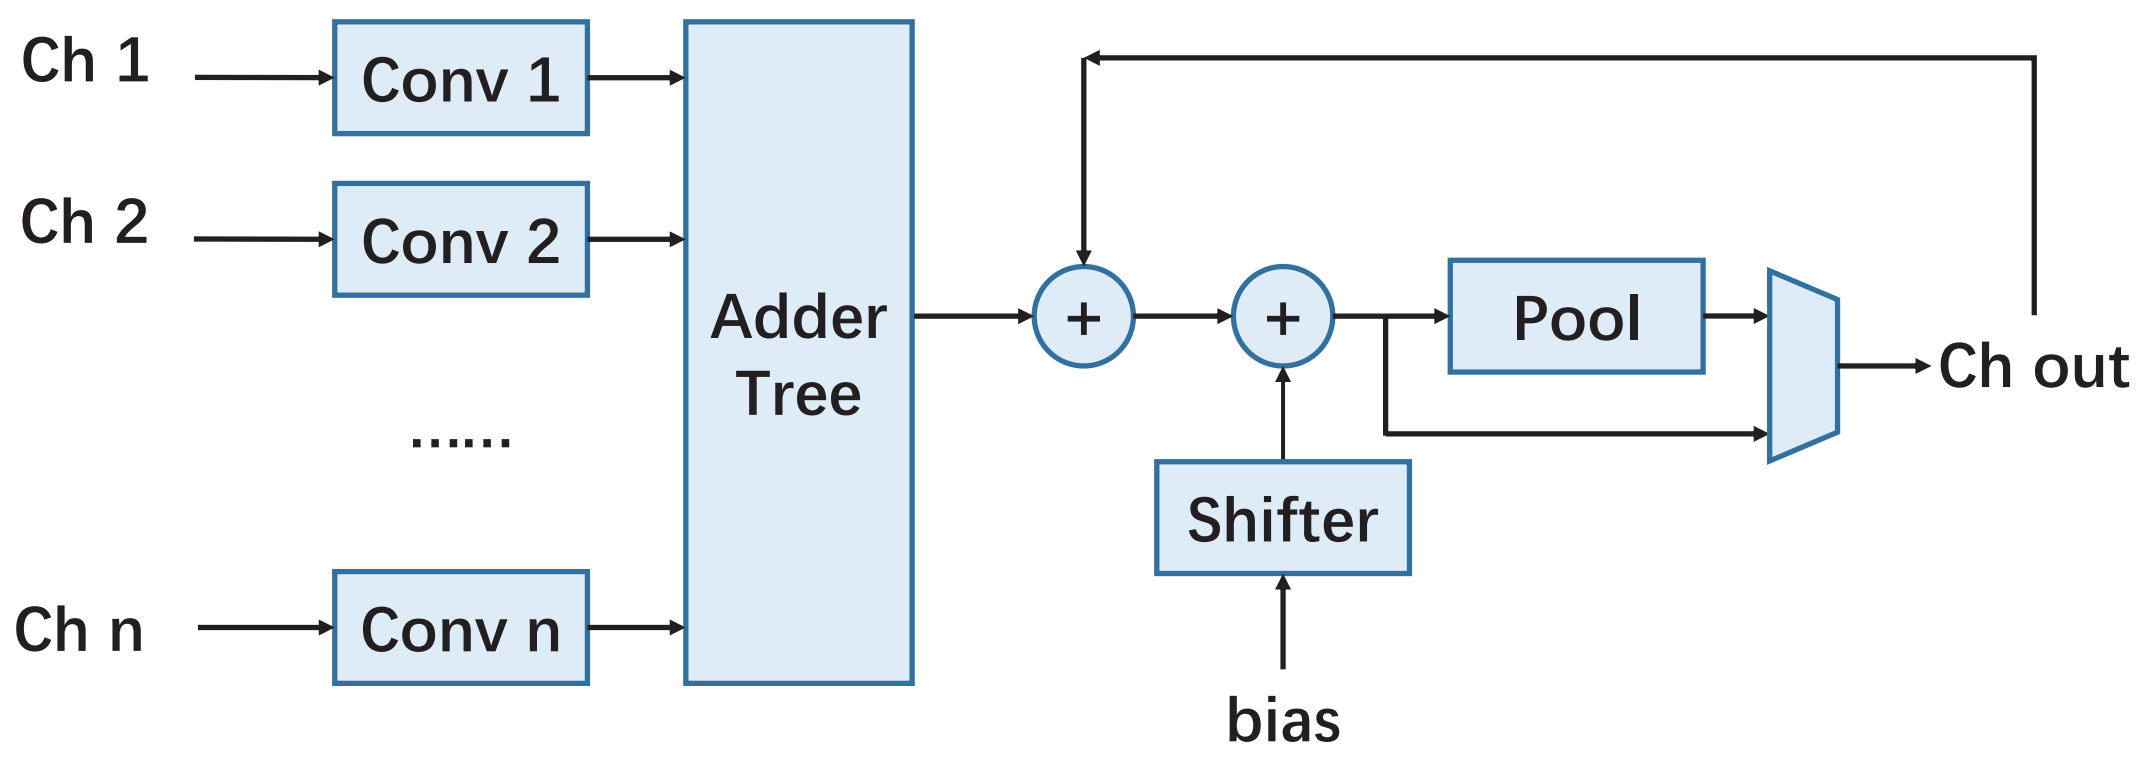 Ch 1
Conv 1
Ch 2
Conv 2
Adder
Tree
+
+
Pool
Ch out
......
Shifter
Ch n
Conv n
bias